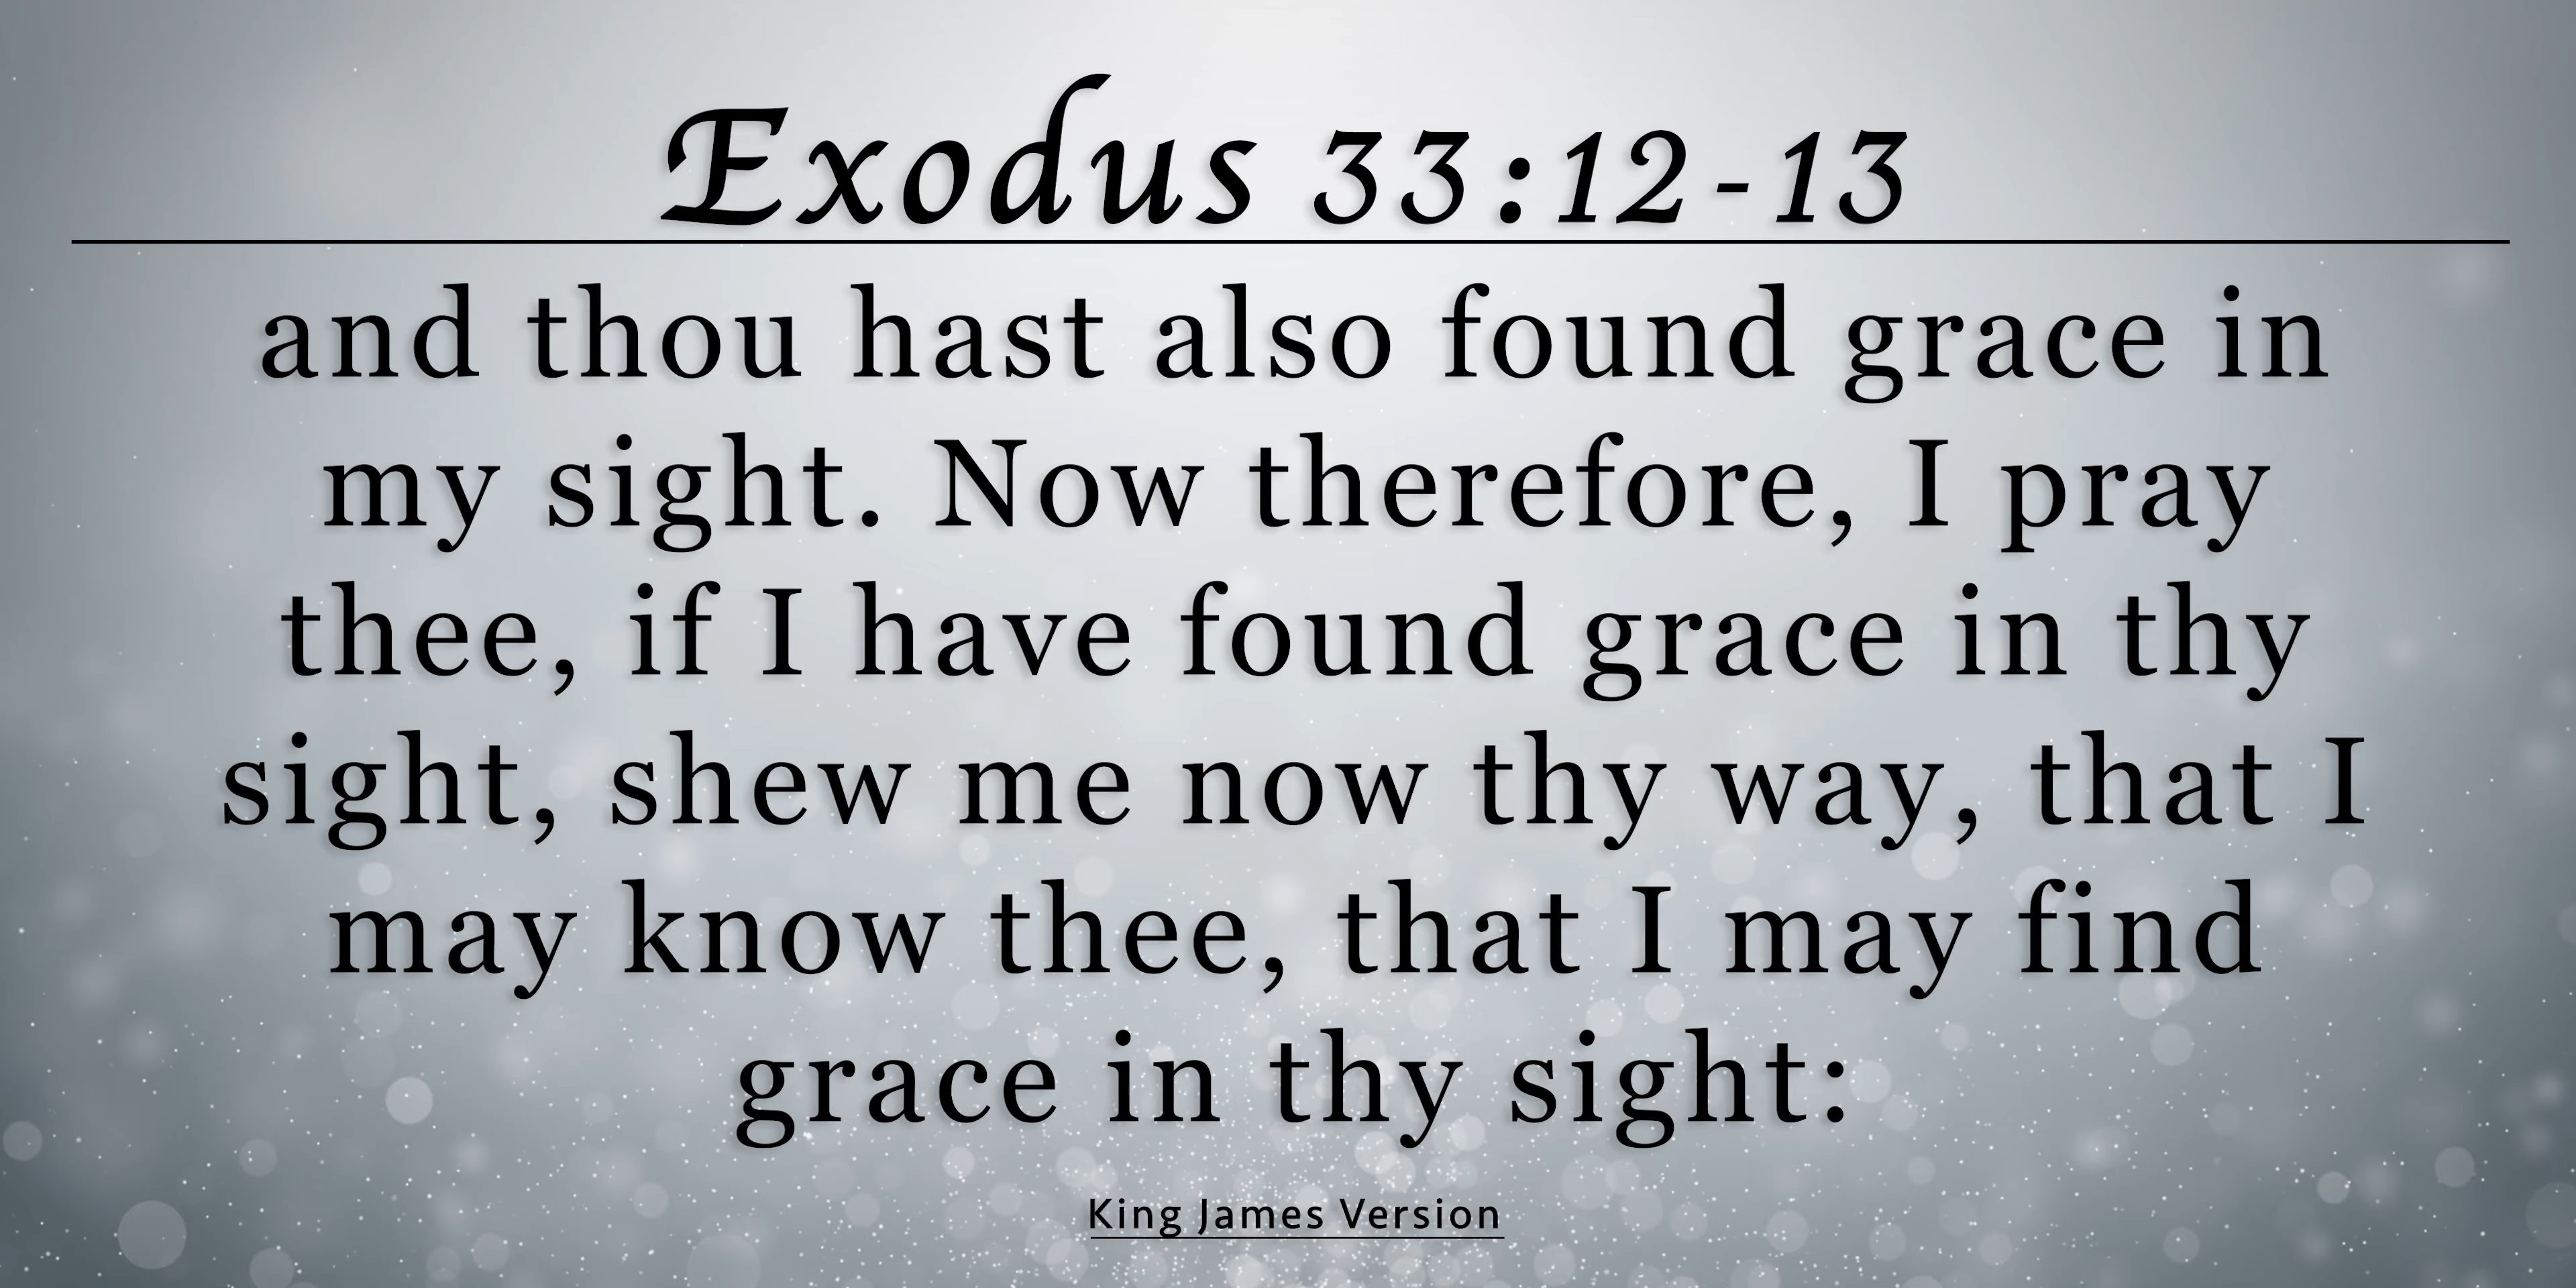 Exodus 33:12-13
and thou hast also found grace in
my sight. Now therefore, I pray
thee, if I have found grace in thy
sight, shew me now thy way, that I
may know thee, that I may find
grace in thy sight:
King James Version